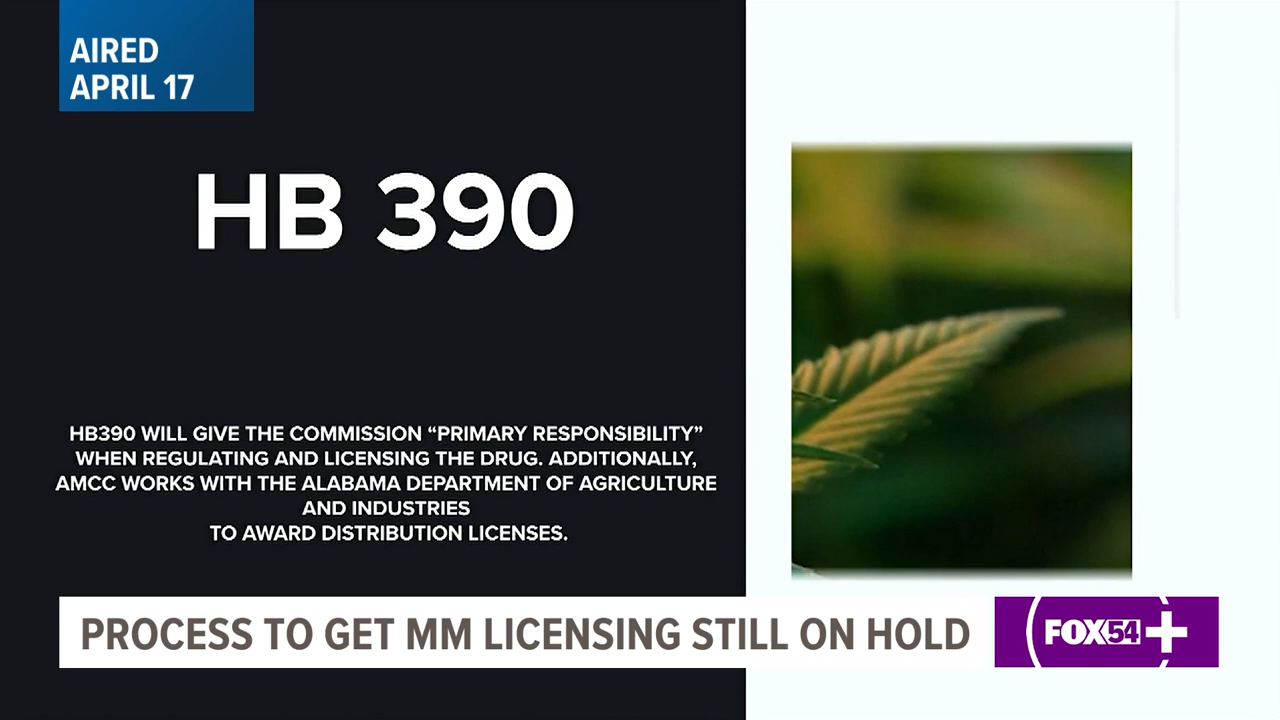 AIRED
APRIL 17
HB 390
HB390 WILL GIVE THE COMMISSION “PRIMARY RESPONSIBILITY”
WHEN REGULATING AND LICENSING THE DRUG. ADDITIONALLY,
AMCC WORKS WITH THE ALABAMA DEPARTMENT OF AGRICULTURE
AND INDUSTRIES
TO AWARD DISTRIBUTION LICENSES.
PROCESS TO GET MM LICENSING STILL ON HOLD
FOX54+